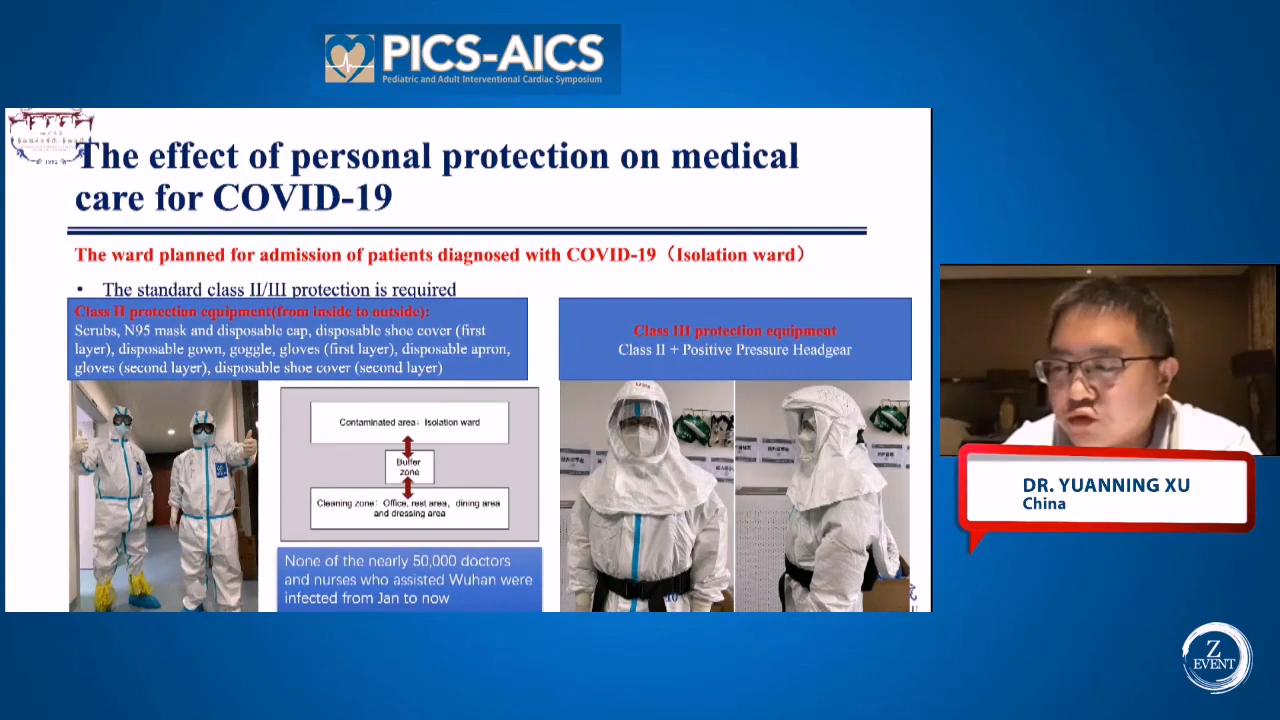 PICS-AICS
Pediatric and Adult Interventional Cardiac Symposium
1892
The effect of personal protection on medical
care for COVID-19
The ward planned for admission of patients diagnosed with COVID-19（Isolation ward）
• The standard class II/III protection is required
Class II protection equipment(from inside to outside):
Scrubs, N95 mask and disposable cap, disposable shoe cover (first
layer), disposable gown, goggle, gloves (first layer), disposable apron,
gloves (second layer), disposable shoe cover (second layer)
Class III protection equipment
Class II + Positive Pressure Headgear
Contaminated area：Isolation ward
Buffer
zone
Cleaning zone：Office, rest area，dining area
and dressing area
None of the nearly 50,000 doctors
and nurses who assisted Wuhan were
infected from Jan to now
DR. YUANNING XU
China
Z
EVENT